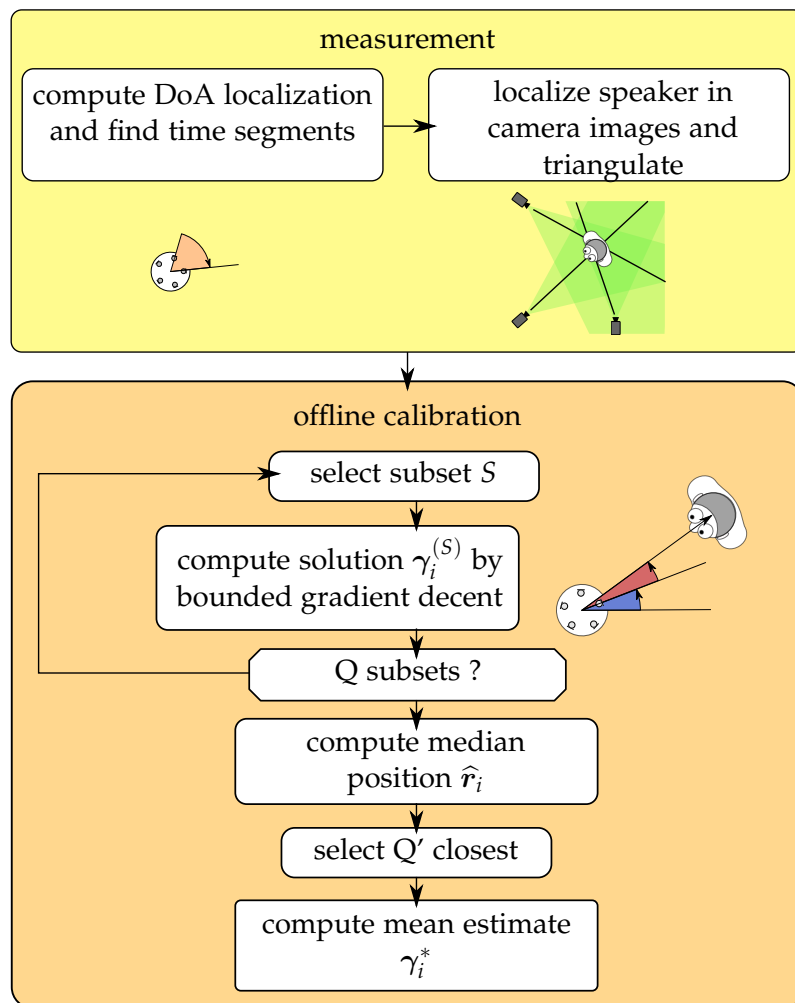 measurement
compute DoA localization
and find time segments
localize speaker in
camera images and
triangulate
offline calibration
select subset S
compute solution γ_i^(S) by
bounded gradient decent
Q subsets ?
compute median
position r̂_i
select Q’ closest
compute mean estimate
γ_i^*